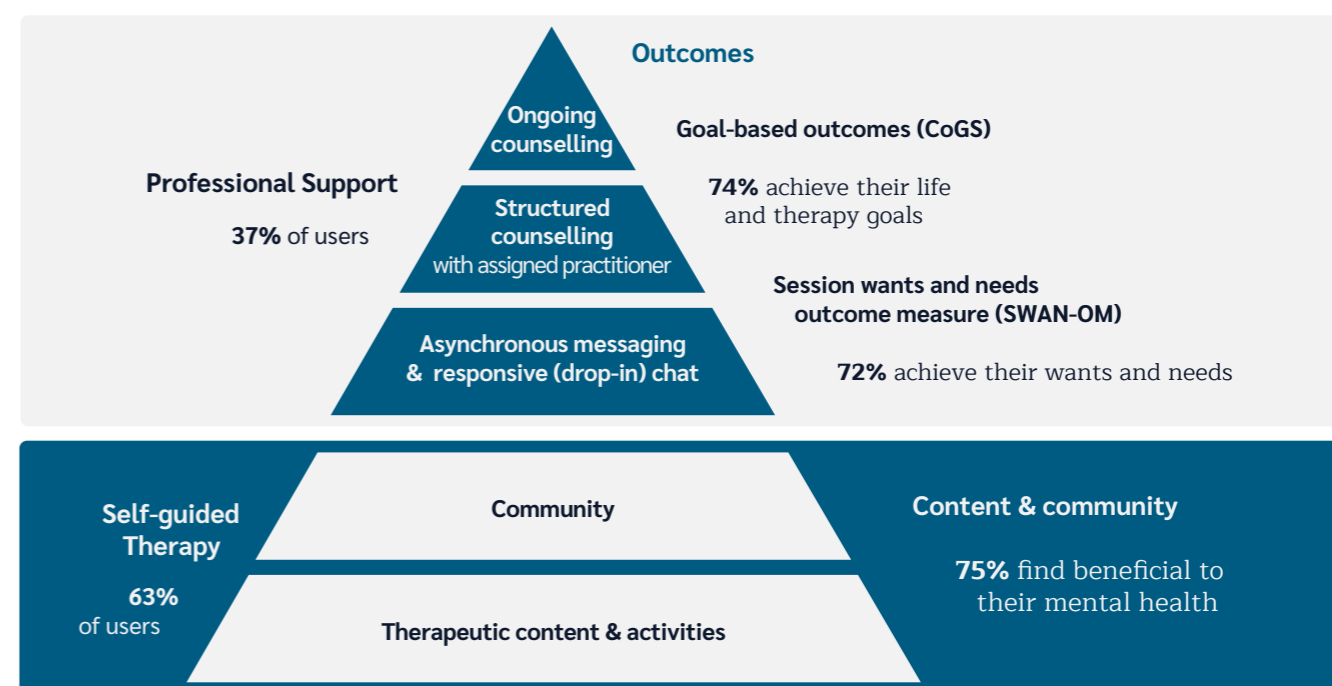 Outcomes
Ongoing
counselling
Goal-based outcomes (CoGS)
Professional Support
37% of users
74% achieve their life
and therapy goals
Structured
counselling
with assigned practitioner
Session wants and needs
outcome measure (SWAN-OM)
Asynchronous messaging
& responsive (drop-in) chat
72% achieve their wants and needs
Self-guided
Therapy
63%
of users
Community
Content & community
75% find beneficial to
their mental health
Therapeutic content & activities